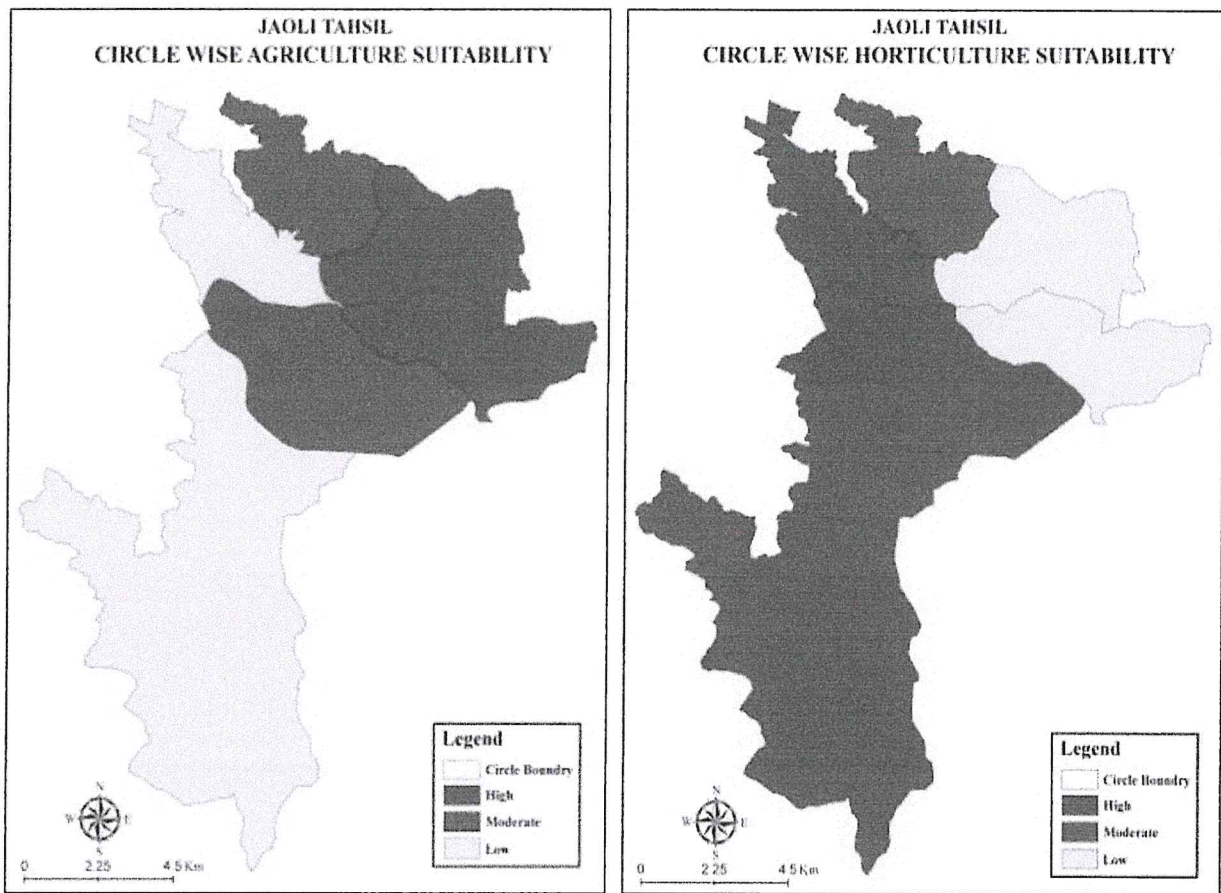 JAOLI TAHSIL
CIRCLE WISE AGRICULTURE SUITABILITY
Legend
Circle Boundry
High
Moderate
Low
N
W E
S
0 2.25 4.5 Km
JAOLI TAHSIL
CIRCLE WISE HORTICULTURE SUITABILITY
Legend
Circle Boundry
High
Moderate
Low
N
W E
S
0 2.25 4.5 Km